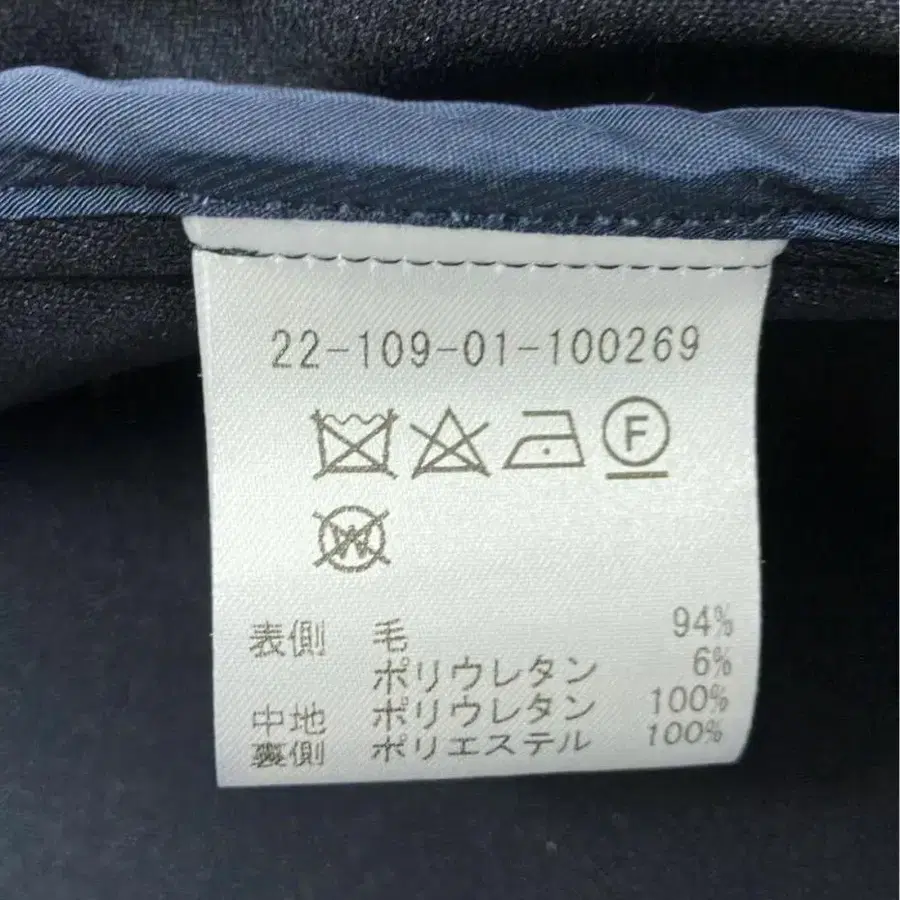 22-109-01-100269
F
W
表側 毛 94%
ポリウレタン 6%
中地 ポリウレタン 100%
裏側 ポリエステル 100%